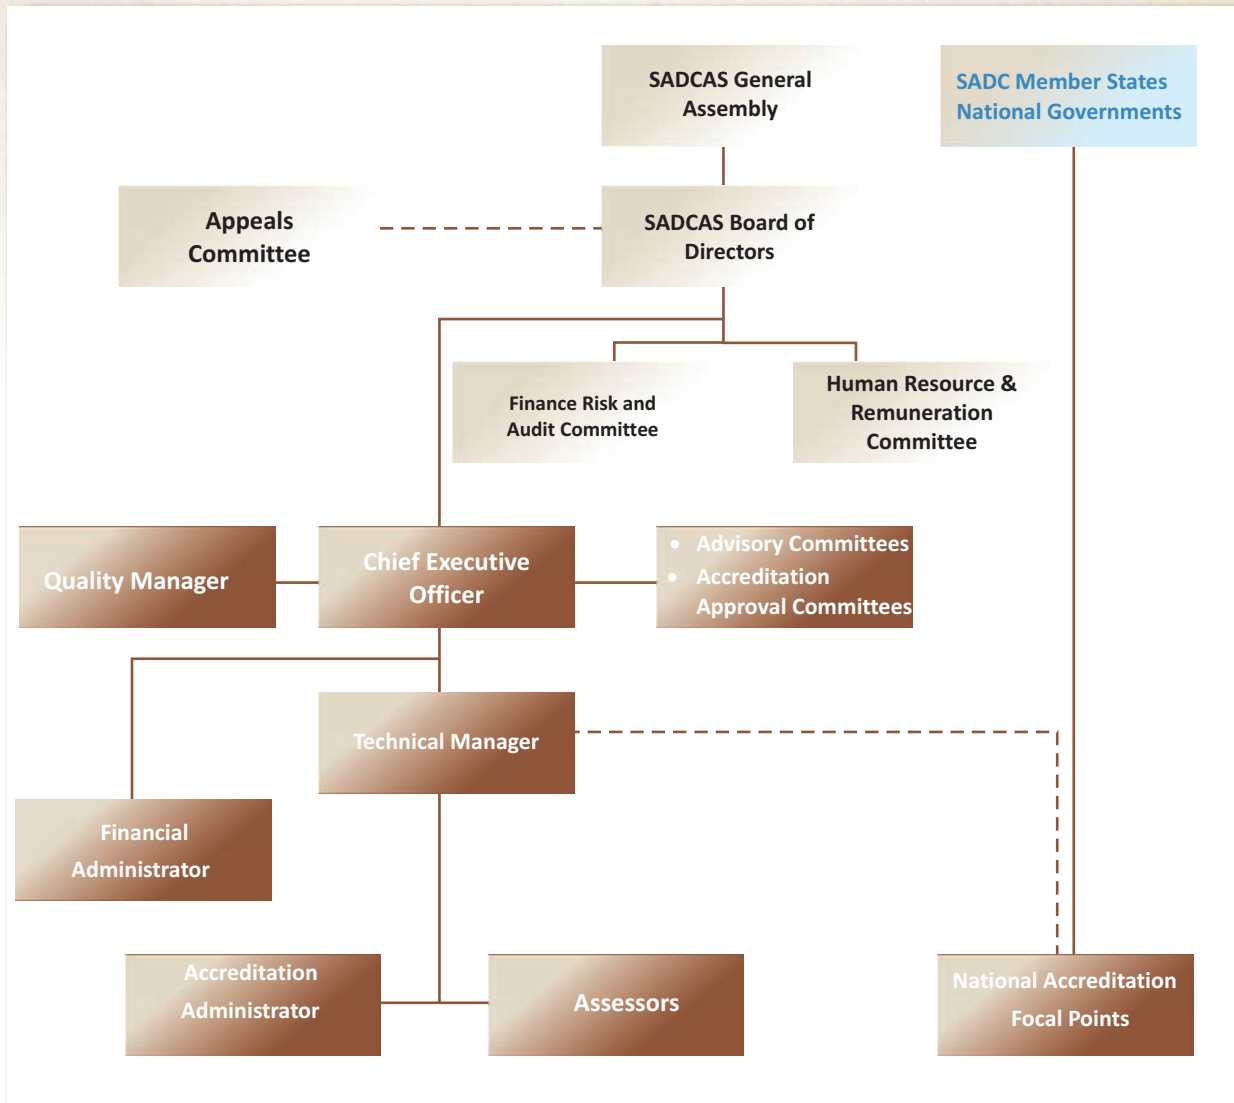 SADCAS General
Assembly
SADC Member States
National Governments
Appeals
Committee
SADCAS Board of
Directors
Finance Risk and
Audit Committee
Human Resource &
Remuneration
Committee
Quality Manager
Chief Executive
Officer
• Advisory Committees
• Accreditation
Approval Committees
Technical Manager
Financial
Administrator
Accreditation
Administrator
Assessors
National Accreditation
Focal Points